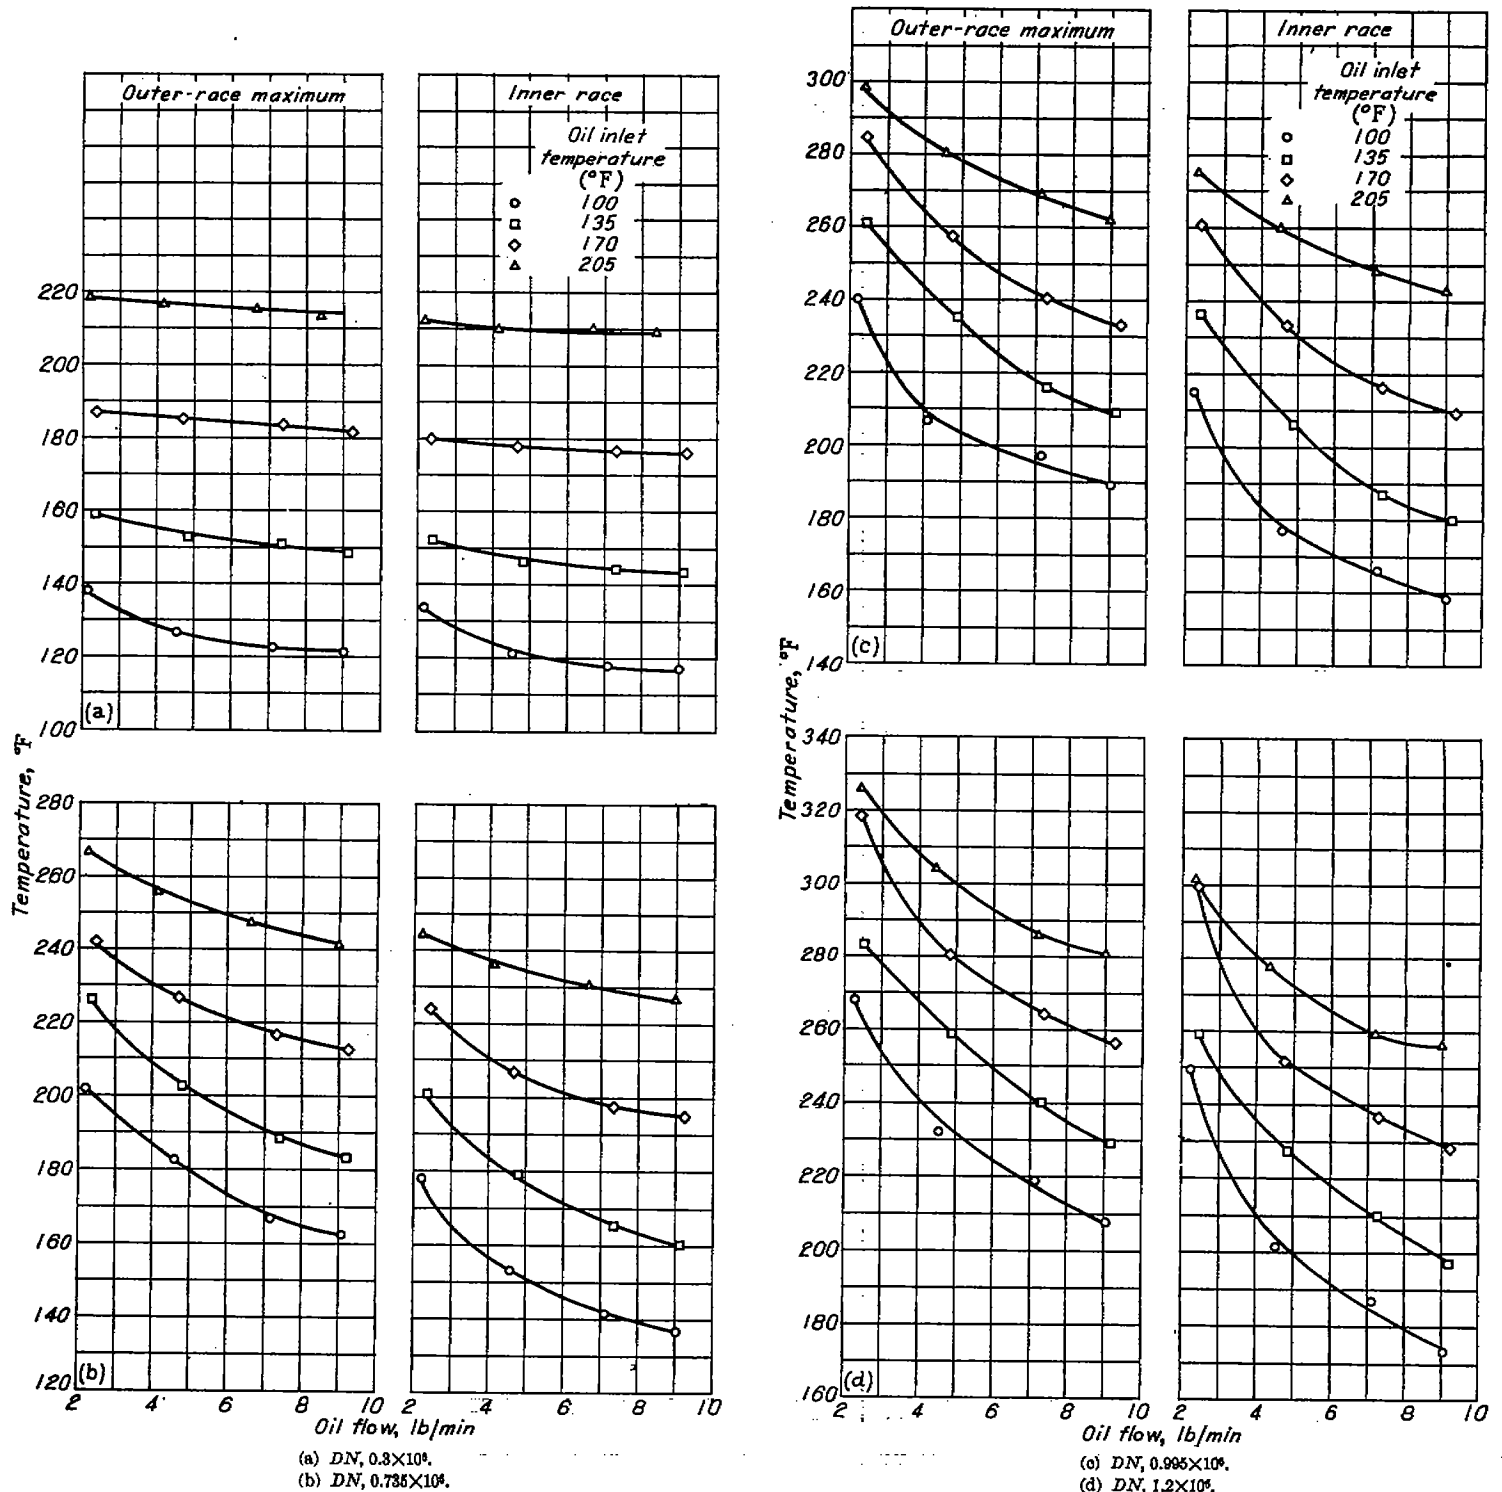 Outer-race maximum
Inner race
Oil inlet
temperature
(°F)
100
135
170
205
220
200
180
160
140
120
100
(a)
Temperature, °F
280
260
240
220
200
180
160
140
120
(b)
2 4 6 8 10
2 4 6 8 10
Oil flow, lb/min
(a) DN, 0.3×10⁶.
(b) DN, 0.735×10⁶.
Outer-race maximum
Inner race
Oil inlet
temperature
(°F)
100
135
170
205
300
280
260
240
220
200
180
160
140
(c)
Temperature, °F
340
320
300
280
260
240
220
200
180
160
(d)
2 4 6 8 10
2 4 6 8 10
Oil flow, lb/min
(c) DN, 0.995×10⁶.
(d) DN, 1.2×10⁶.